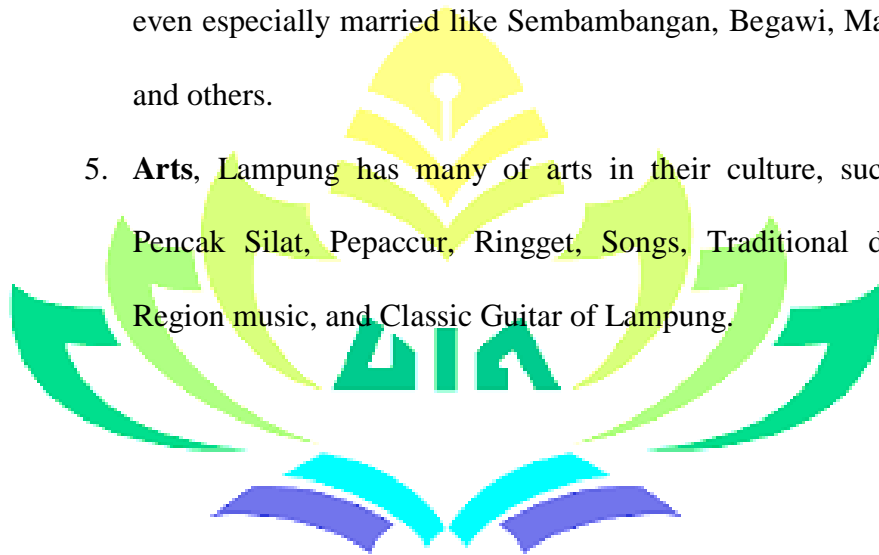 even especially married like Sembambangan, Begawi, Ma
and others.
5. Arts, Lampung has many of arts in their culture, suc
Pencak Silat, Pepaccur, Ringget, Songs, Traditional d
Region music, and Classic Guitar of Lampung.
UIN